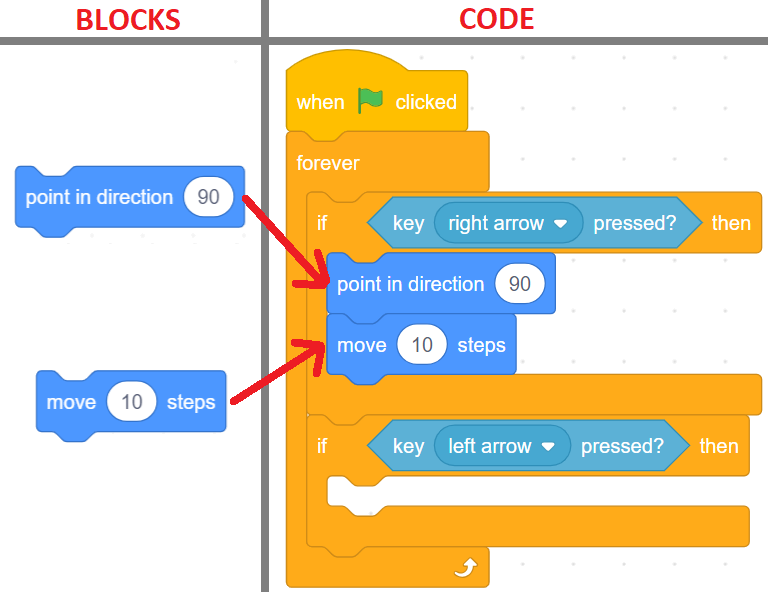 BLOCKS
CODE
when clicked
forever
if key right arrow pressed? then
point in direction 90
point in direction 90
move 10 steps
move 10 steps
if key left arrow pressed? then